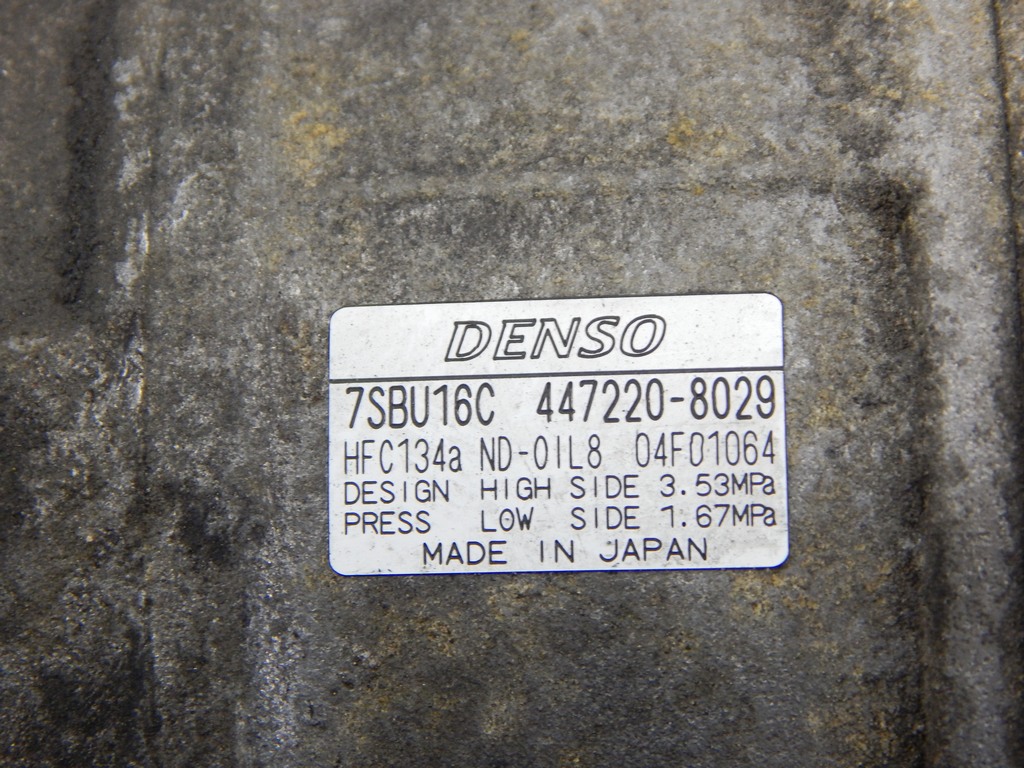 DENSO
7SBU16C 447220-8029
HFC134a ND-OIL8 04F01064
DESIGN HIGH SIDE 3.53MPa
PRESS LOW SIDE 1.67MPa
MADE IN JAPAN